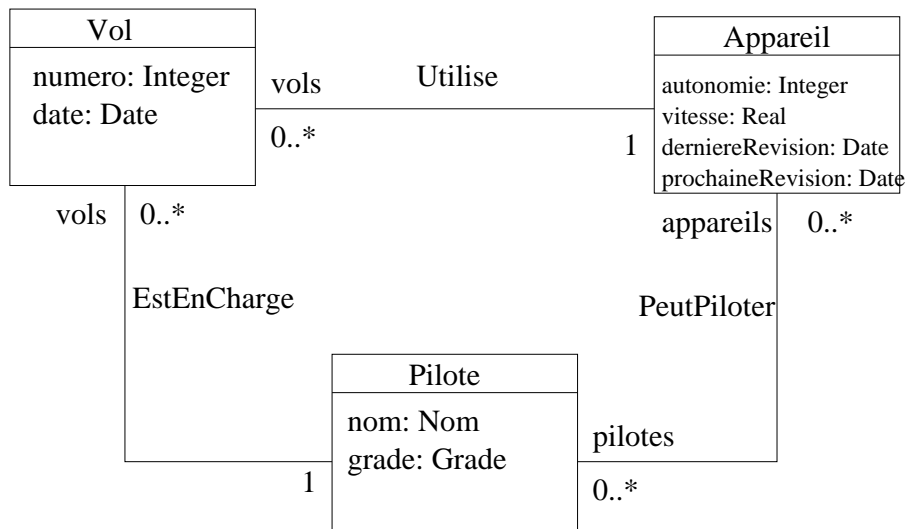 Vol
numero: Integer
date: Date
vols
Utilise
0..*
1
Appareil
autonomie: Integer
vitesse: Real
derniereRevision: Date
prochaineRevision: Date
vols
0..*
appareils
0..*
EstEnCharge
PeutPiloter
Pilote
nom: Nom
grade: Grade
pilotes
1
0..*